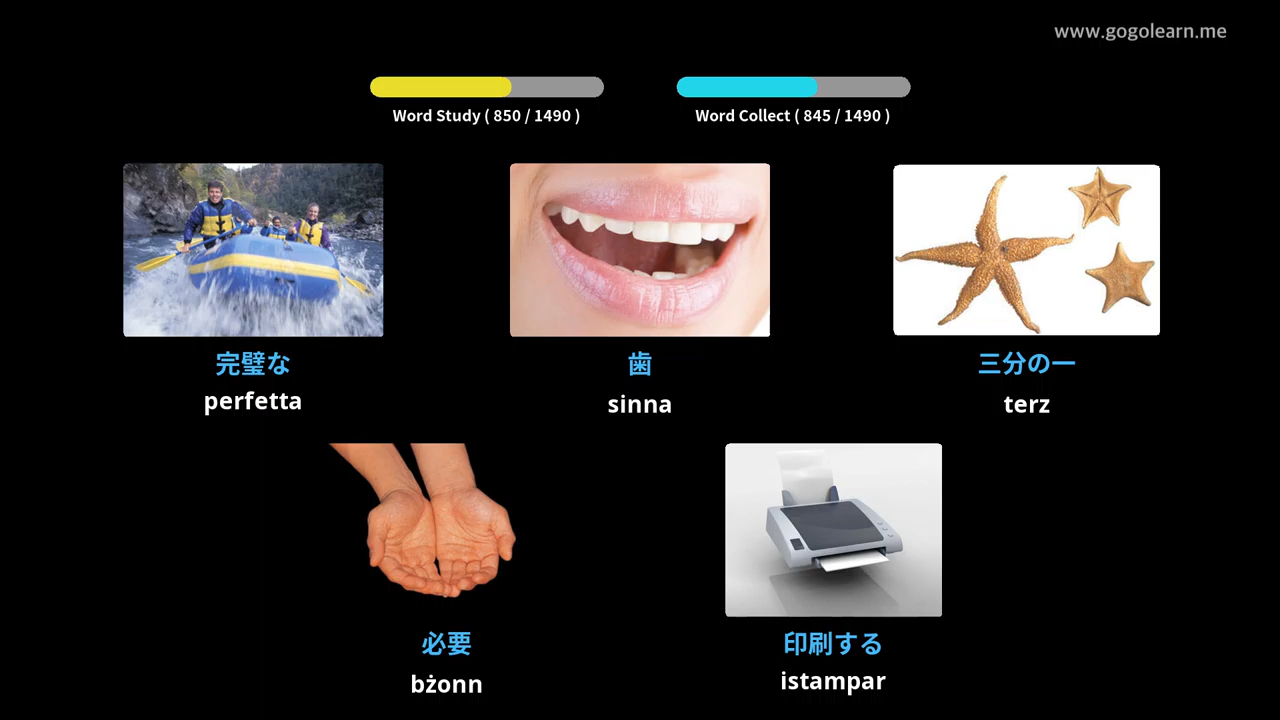 www.gogolearn.me
Word Study ( 850 / 1490 )
Word Collect ( 845 / 1490 )
完璧な
perfetta
歯
sinna
三分の一
terz
必要
bżonn
印刷する
istampar